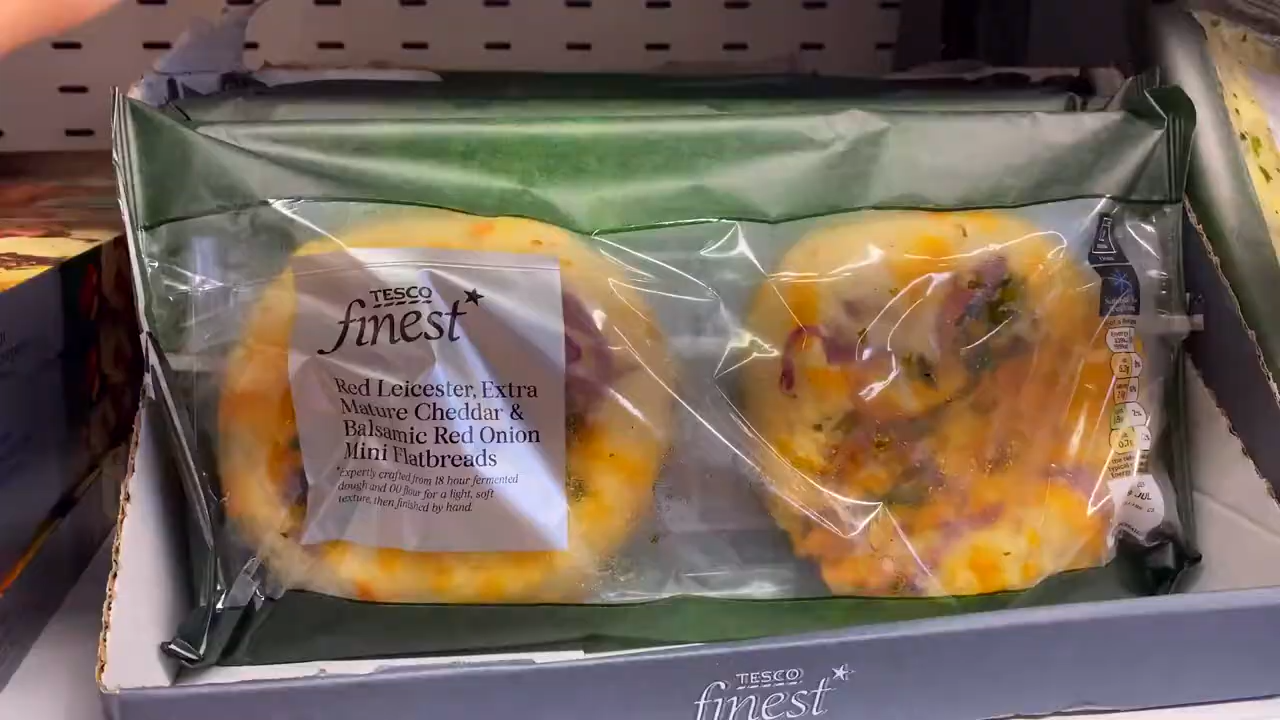 TESCO
finest*
Red Leicester, Extra
Mature Cheddar &
Balsamic Red Onion
Mini Flatbreads
*Expertly crafted from 18 hour fermented
dough and 00 flour for a light, soft
texture, then finished by hand.
JUL
TESCO
finest*